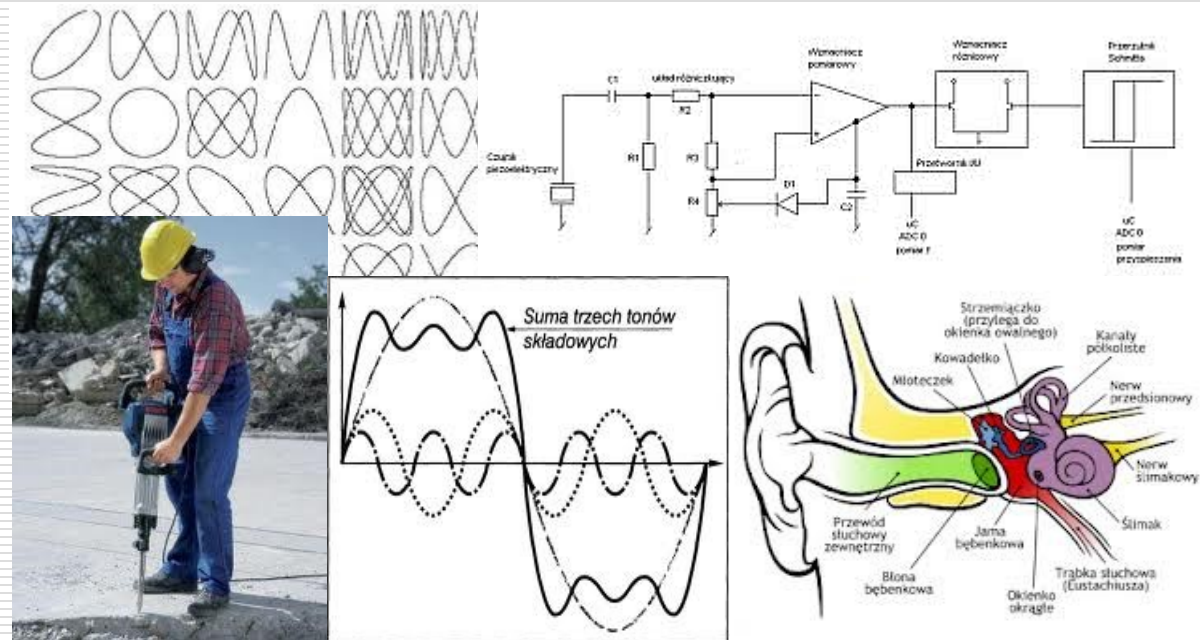 Wzmacniacz
pomiarowy
Wzmacniacz
różnicowy
Przerzutnik
Schmitta
C1
układ różniczkujący
R2
Czujnik
piezoelektryczny
R1
R3
R4
D1
C2
Przetwornik I/U
uC
ADC 0
pomiar F
uC
ADC 0
pomiar
przyspieszenia
Suma trzech tonów
składowych
Strzemiączko
(przylega do
okienka owalnego)
Kowadełko
Młoteczek
Kanały
półkoliste
Nerw
przedsionkowy
Nerw
ślimakowy
Ślimak
Trąbka słuchowa
(Eustachiusza)
Okienko
okrągłe
Jama
bębenkowa
Błona
bębenkowa
Przewód
słuchowy
zewnętrzny